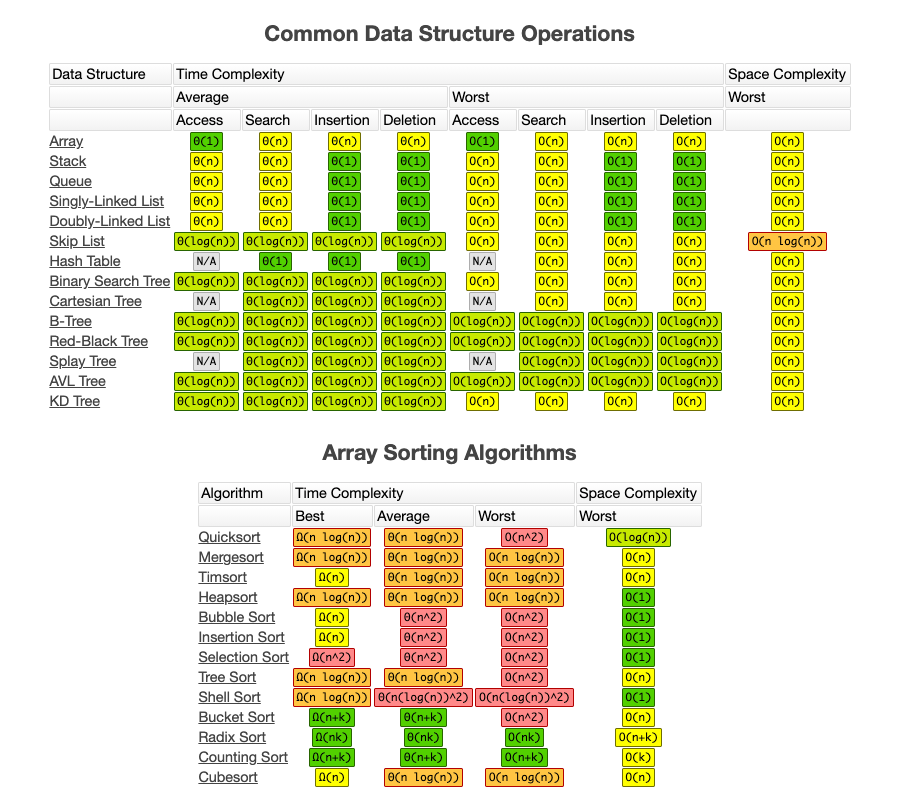 Common Data Structure Operations
Data Structure Time Complexity Space Complexity
Average Worst Worst
Access Search Insertion Deletion Access Search Insertion Deletion
Array Θ(1) Θ(n) Θ(n) Θ(n) O(1) O(n) O(n) O(n) O(n)
Stack Θ(n) Θ(n) Θ(1) Θ(1) O(n) O(n) O(1) O(1) O(n)
Queue Θ(n) Θ(n) Θ(1) Θ(1) O(n) O(n) O(1) O(1) O(n)
Singly-Linked List Θ(n) Θ(n) Θ(1) Θ(1) O(n) O(n) O(1) O(1) O(n)
Doubly-Linked List Θ(n) Θ(n) Θ(1) Θ(1) O(n) O(n) O(1) O(1) O(n)
Skip List Θ(log(n)) Θ(log(n)) Θ(log(n)) Θ(log(n)) O(n) O(n) O(n) O(n) O(n log(n))
Hash Table N/A Θ(1) Θ(1) Θ(1) N/A O(n) O(n) O(n) O(n)
Binary Search Tree Θ(log(n)) Θ(log(n)) Θ(log(n)) Θ(log(n)) O(n) O(n) O(n) O(n) O(n)
Cartesian Tree N/A Θ(log(n)) Θ(log(n)) Θ(log(n)) N/A O(n) O(n) O(n) O(n)
B-Tree Θ(log(n)) Θ(log(n)) Θ(log(n)) Θ(log(n)) O(log(n)) O(log(n)) O(log(n)) O(log(n)) O(n)
Red-Black Tree Θ(log(n)) Θ(log(n)) Θ(log(n)) Θ(log(n)) O(log(n)) O(log(n)) O(log(n)) O(log(n)) O(n)
Splay Tree N/A Θ(log(n)) Θ(log(n)) Θ(log(n)) N/A O(log(n)) O(log(n)) O(log(n)) O(n)
AVL Tree Θ(log(n)) Θ(log(n)) Θ(log(n)) Θ(log(n)) O(log(n)) O(log(n)) O(log(n)) O(log(n)) O(n)
KD Tree Θ(log(n)) Θ(log(n)) Θ(log(n)) Θ(log(n)) O(n) O(n) O(n) O(n) O(n)
Array Sorting Algorithms
Algorithm Time Complexity Space Complexity
Best Average Worst Worst
Quicksort Ω(n log(n)) Θ(n log(n)) O(n^2) O(log(n))
Mergesort Ω(n log(n)) Θ(n log(n)) O(n log(n)) O(n)
Timsort Ω(n) Θ(n log(n)) O(n log(n)) O(n)
Heapsort Ω(n log(n)) Θ(n log(n)) O(n log(n)) O(1)
Bubble Sort Ω(n) Θ(n^2) O(n^2) O(1)
Insertion Sort Ω(n) Θ(n^2) O(n^2) O(1)
Selection Sort Ω(n^2) Θ(n^2) O(n^2) O(1)
Tree Sort Ω(n log(n)) Θ(n log(n)) O(n^2) O(n)
Shell Sort Ω(n log(n)) Θ(n(log(n))^2) O(n(log(n))^2) O(1)
Bucket Sort Ω(n+k) Θ(n+k) O(n^2) O(n)
Radix Sort Ω(nk) Θ(nk) O(nk) O(n+k)
Counting Sort Ω(n+k) Θ(n+k) O(n+k) O(k)
Cubesort Ω(n) Θ(n log(n)) O(n log(n)) O(n)